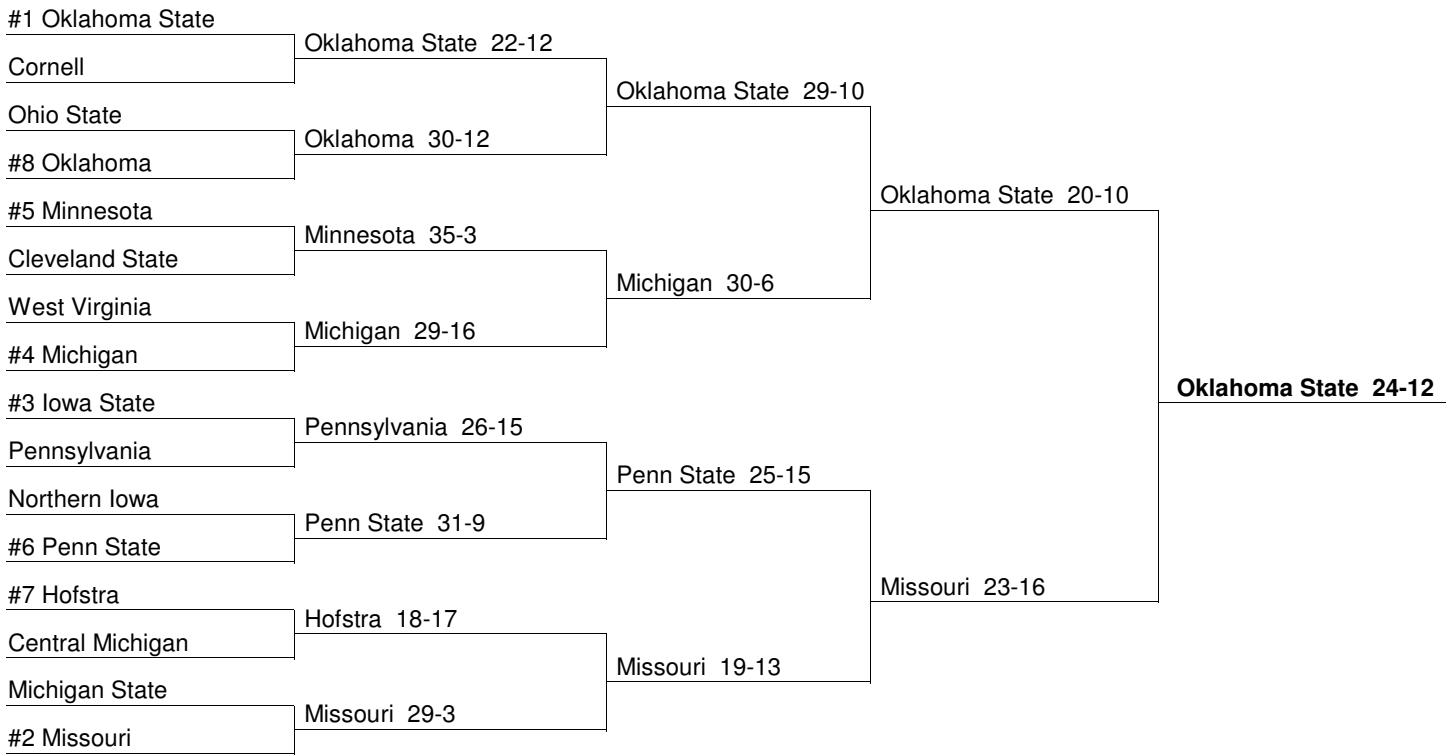 #1 Oklahoma State
Cornell
Ohio State
#8 Oklahoma
#5 Minnesota
Cleveland State
West Virginia
#4 Michigan
#3 Iowa State
Pennsylvania
Northern Iowa
#6 Penn State
#7 Hofstra
Central Michigan
Michigan State
#2 Missouri
Oklahoma State 22-12
Oklahoma 30-12
Minnesota 35-3
Michigan 29-16
Pennsylvania 26-15
Penn State 31-9
Hofstra 18-17
Missouri 29-3
Oklahoma State 29-10
Michigan 30-6
Penn State 25-15
Missouri 19-13
Oklahoma State 20-10
Missouri 23-16
Oklahoma State 24-12